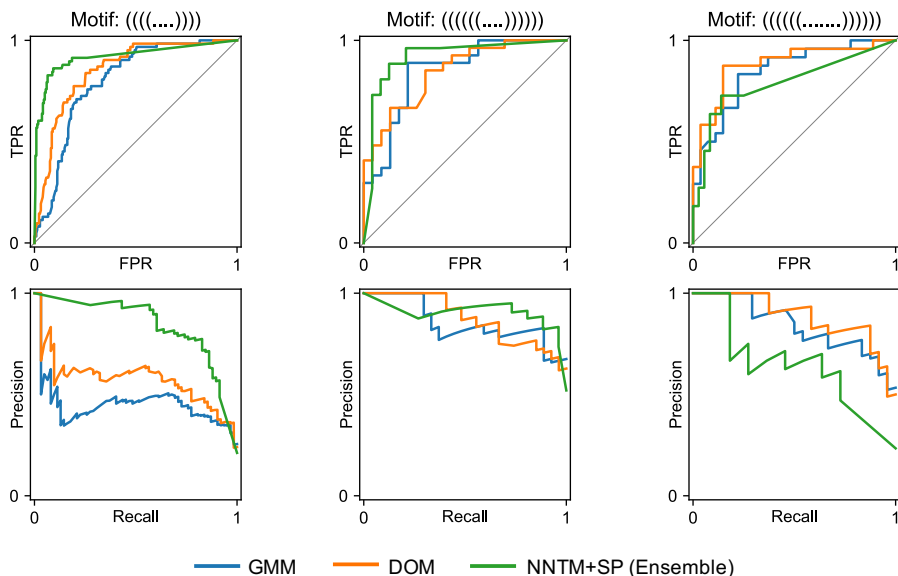 Motif: ((((....))))
Motif: ((((((....))))))
Motif: ((((((.......))))))
1
TPR
0
0
FPR
1
1
TPR
0
0
FPR
1
1
TPR
0
0
FPR
1
1
Precision
0
0
Recall
1
1
Precision
0
0
Recall
1
1
Precision
0
0
Recall
1
GMM
DOM
NNTM+SP (Ensemble)